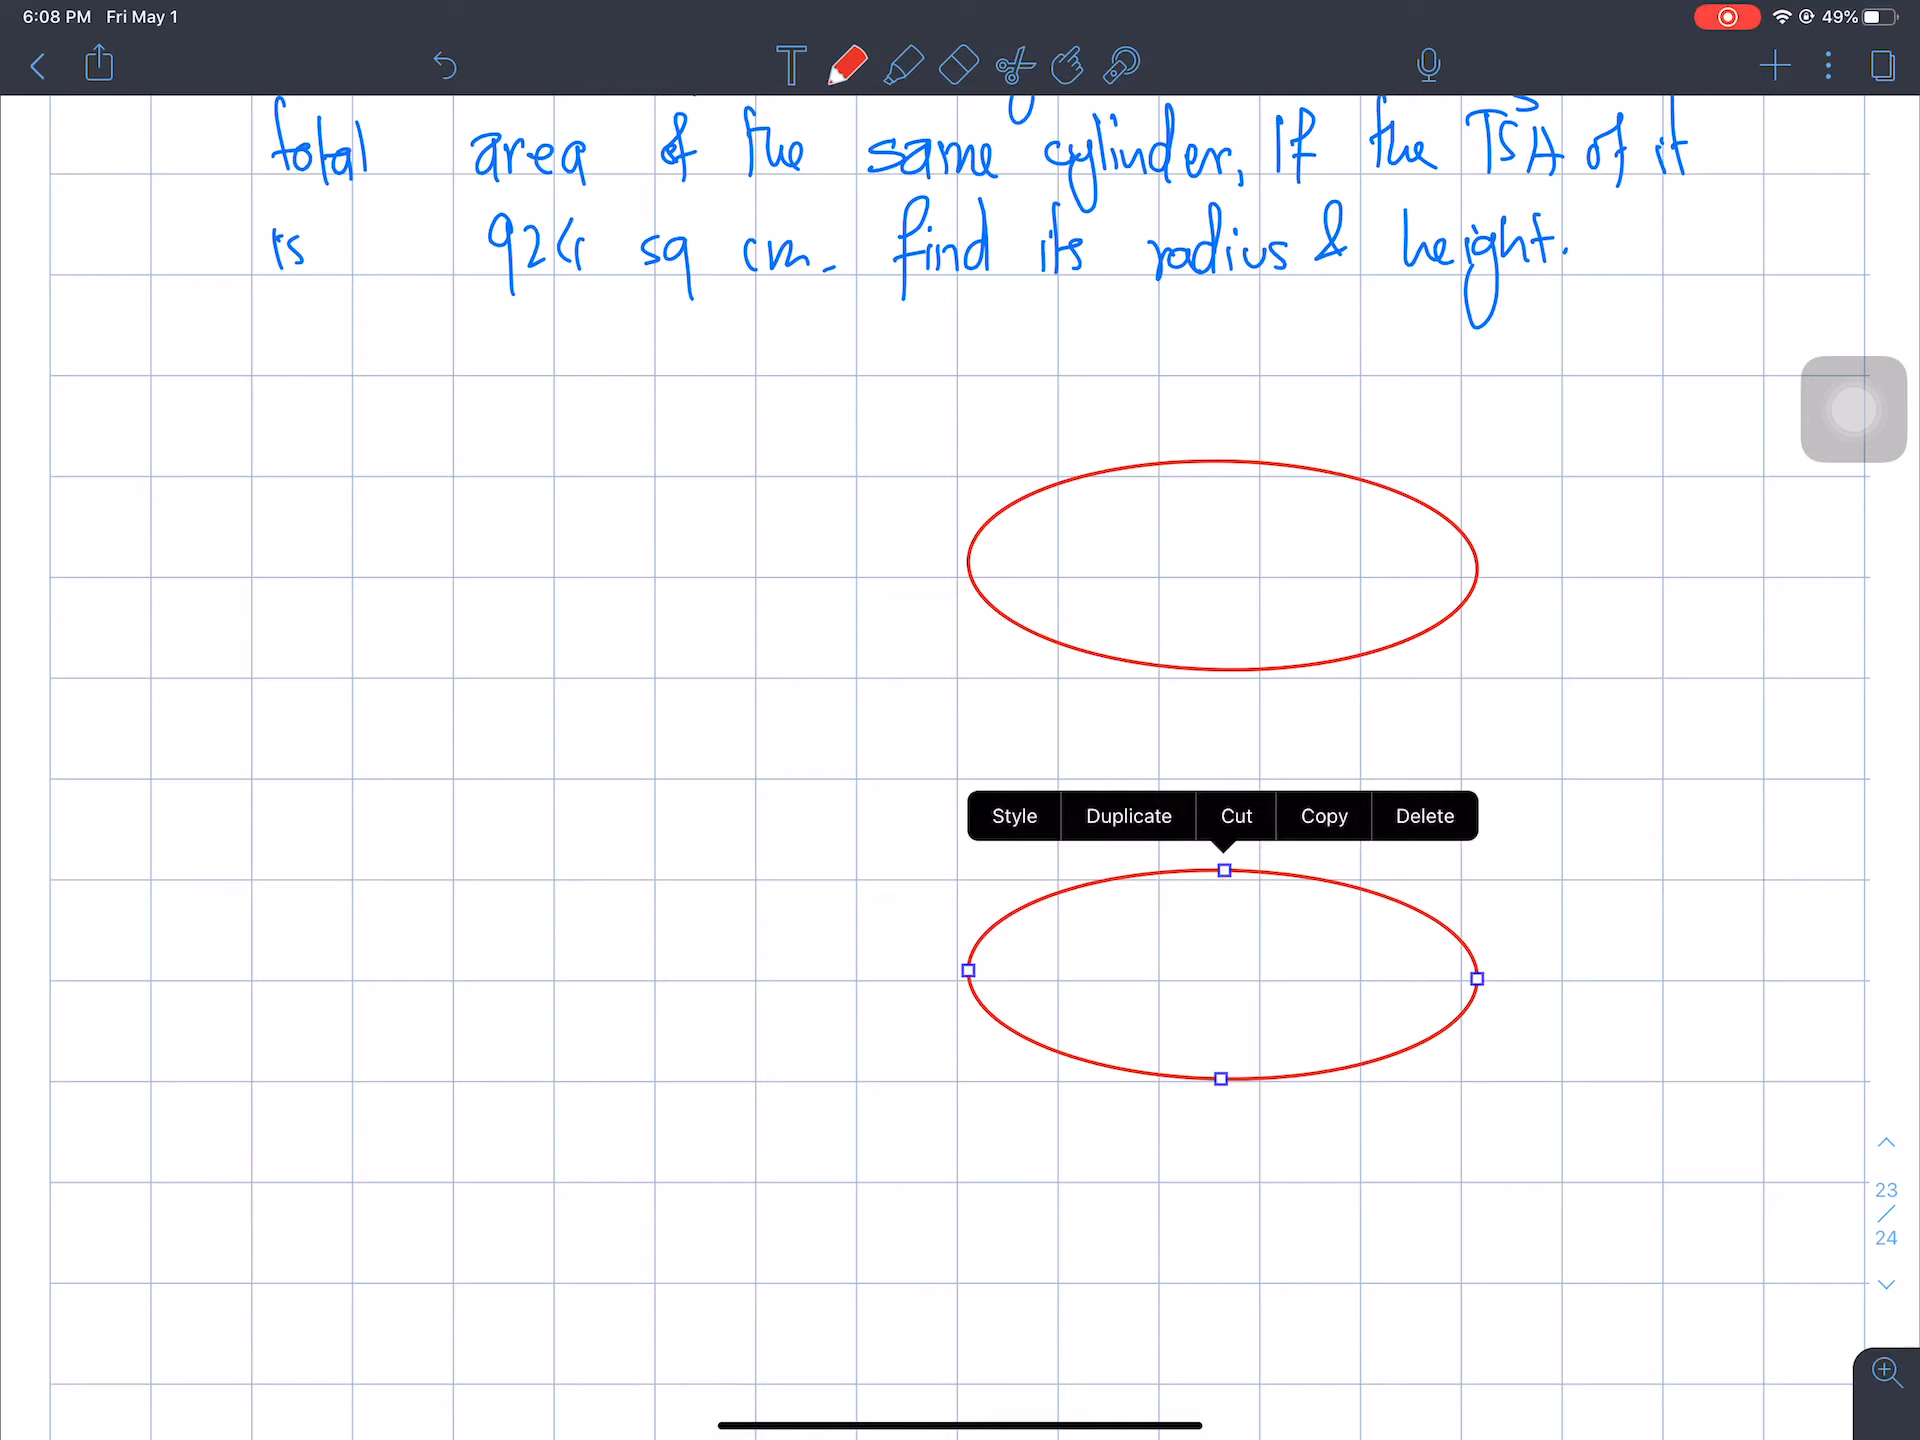 6:08 PM Fri May 1
49%
total area of the same cylinder, If the TSA of it
is 924 sq cm. find its radius & height.
Style Duplicate Cut Copy Delete
23
/
24